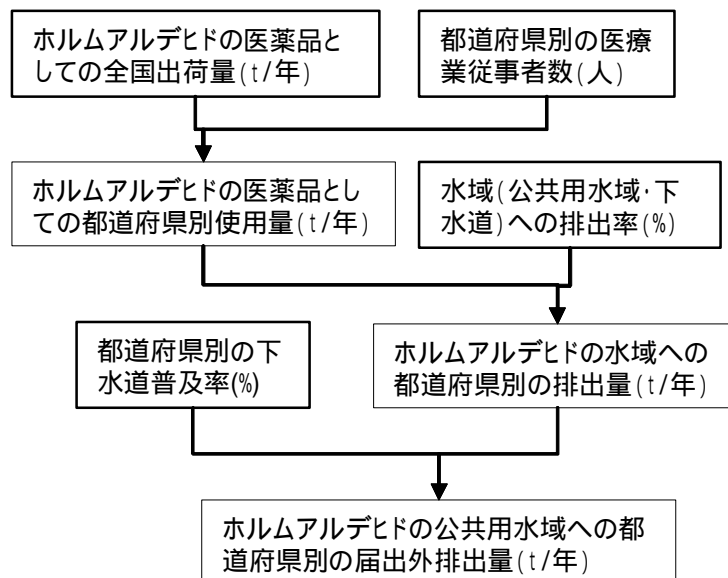 ホルムアルデヒドの医薬品と
しての全国出荷量(t/年)
都道府県別の医療
業従事者数(人)
ホルムアルデヒドの医薬品とし
ての都道府県別使用量(t/年)
水域(公共用水域・下
水道)への排出率(%)
都道府県別の下
水道普及率(%)
ホルムアルデヒドの水域への
都道府県別の排出量(t/年)
ホルムアルデヒドの公共用水域への都
道府県別の届出外排出量(t/年)